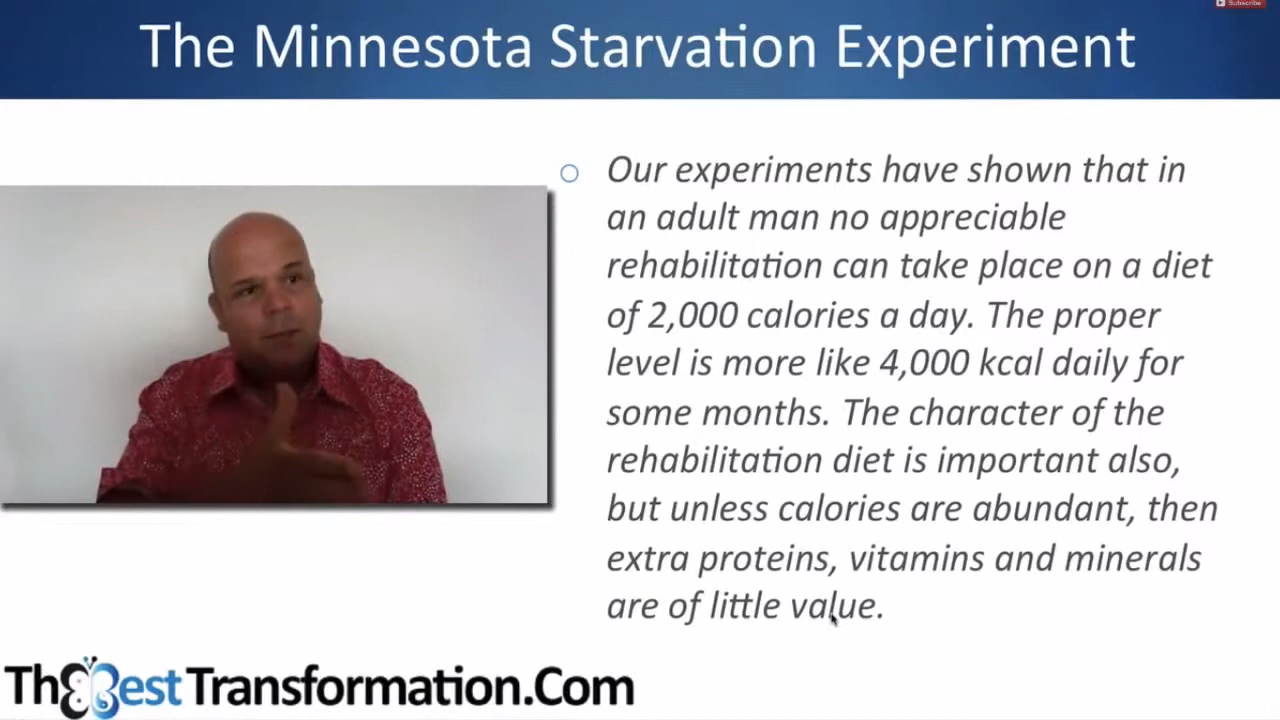 Subscribe
The Minnesota Starvation Experiment
Our experiments have shown that in
an adult man no appreciable
rehabilitation can take place on a diet
of 2,000 calories a day. The proper
level is more like 4,000 kcal daily for
some months. The character of the
rehabilitation diet is important also,
but unless calories are abundant, then
extra proteins, vitamins and minerals
are of little value.
TheBestTransformation.Com